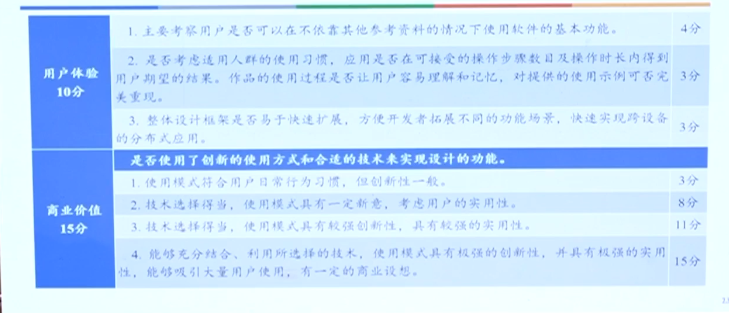 1. 主要考察用户是否可以在不依靠其他参考资料的情况下使用软件的基本功能。
4分
用户体验
10分
2. 是否考虑适用人群的使用习惯，应用是否在可接受的操作步骤数目及操作时长内得到
用户期望的结果。作品的使用过程是否让用户容易理解和记忆，对提供的使用示例可否完
美重现。
3分
3. 整体设计框架是否易于快速扩展，方便开发者拓展不同的功能场景，快速实现跨设备
的分布式应用。
3分
是否使用了创新的使用方式和合适的技术来实现设计的功能。
商业价值
15分
1. 使用模式符合用户日常行为习惯，但创新性一般。
3分
2. 技术选择得当，使用模式具有一定新意，考虑用户的实用性。
8分
3. 技术选择得当，使用模式具有较强创新性，具有较强的实用性。
11分
4. 能够充分结合、利用所选择的技术，使用模式具有极强的创新性，并具有极强的实用
性，能够吸引大量用户使用，有一定的商业设想。
15分